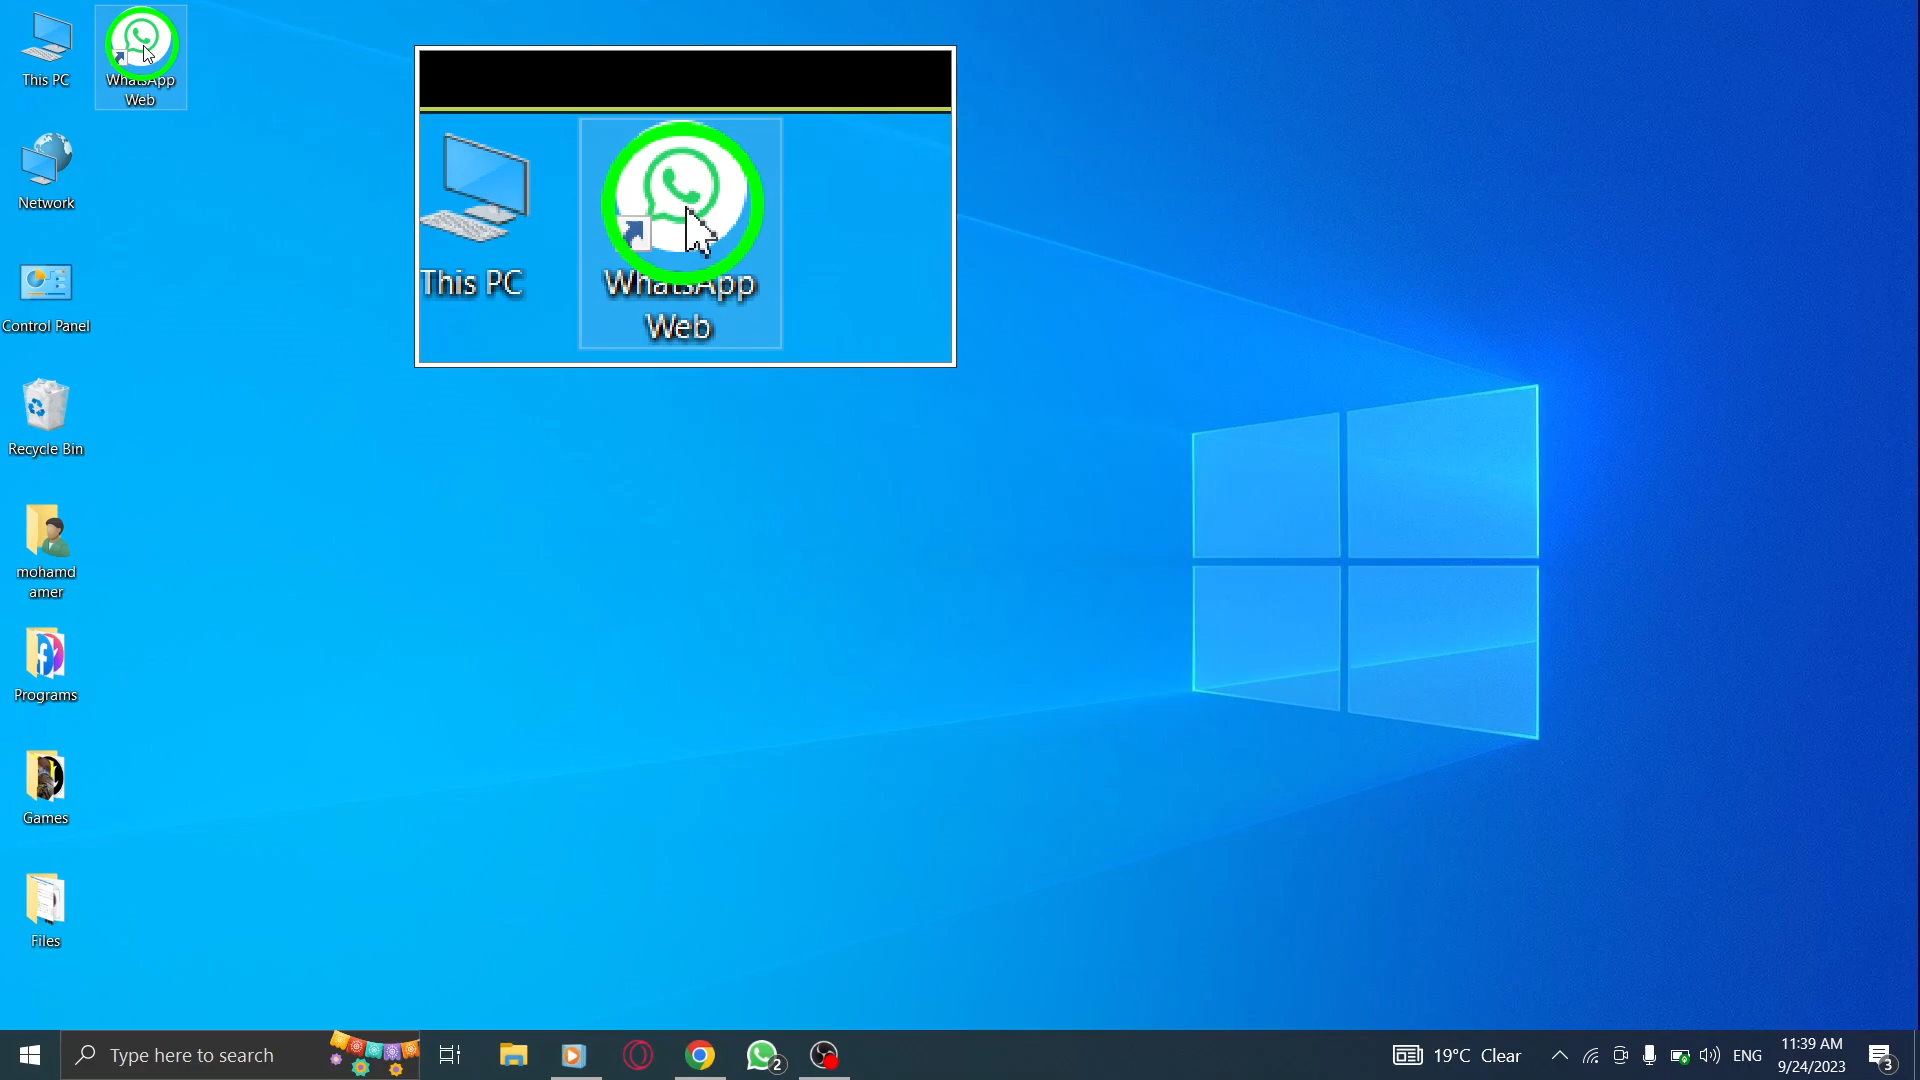 This PC
WhatsApp
Web
Network
Control Panel
Recycle Bin
mohamd
amer
Programs
Games
Files
This PC
WhatsApp
Web
Type here to search
2
19°C Clear
ENG
11:39 AM
9/24/2023
3